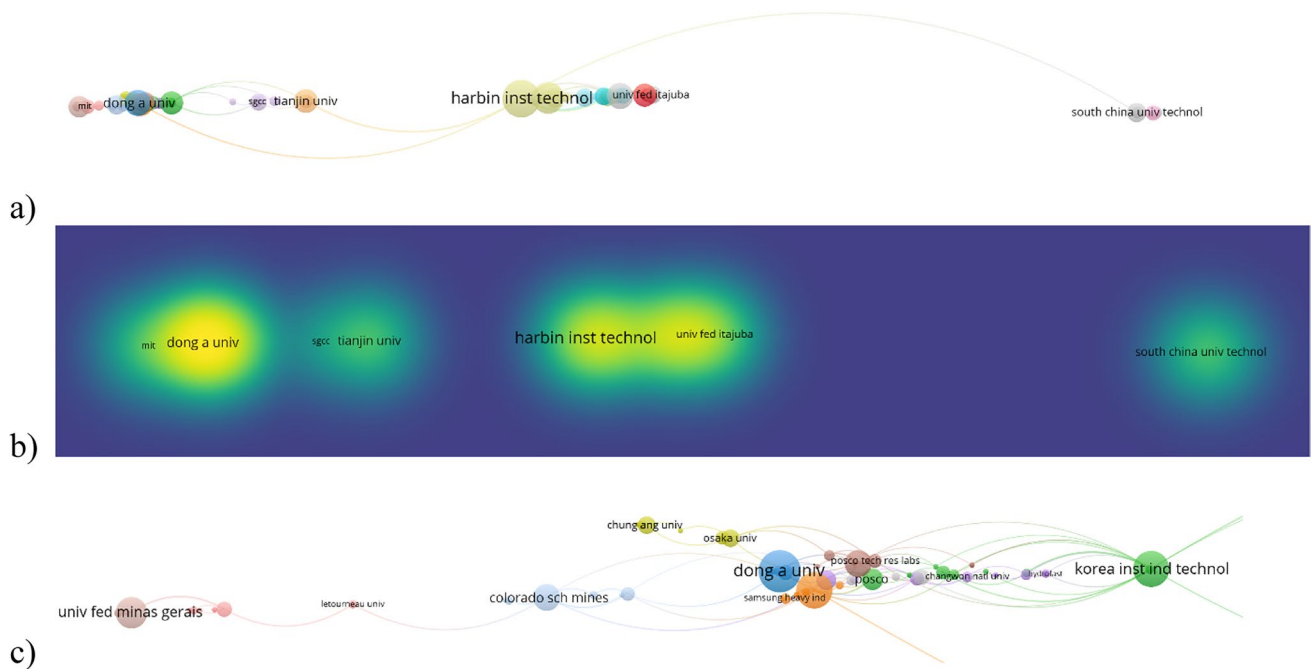 mit
dong a univ
sgcc
tianjin univ
harbin inst technol
univ fed itajuba
south china univ technol
a)
mit
dong a univ
sgcc
tianjin univ
harbin inst technol
univ fed itajuba
south china univ technol
b)
chung ang univ
osaka univ
posco tech res labs
dong a univ
posco
changwon natl univ
hydrofast
korea inst ind technol
colorado sch mines
samsung heavy ind
letourneau univ
univ fed minas gerais
c)